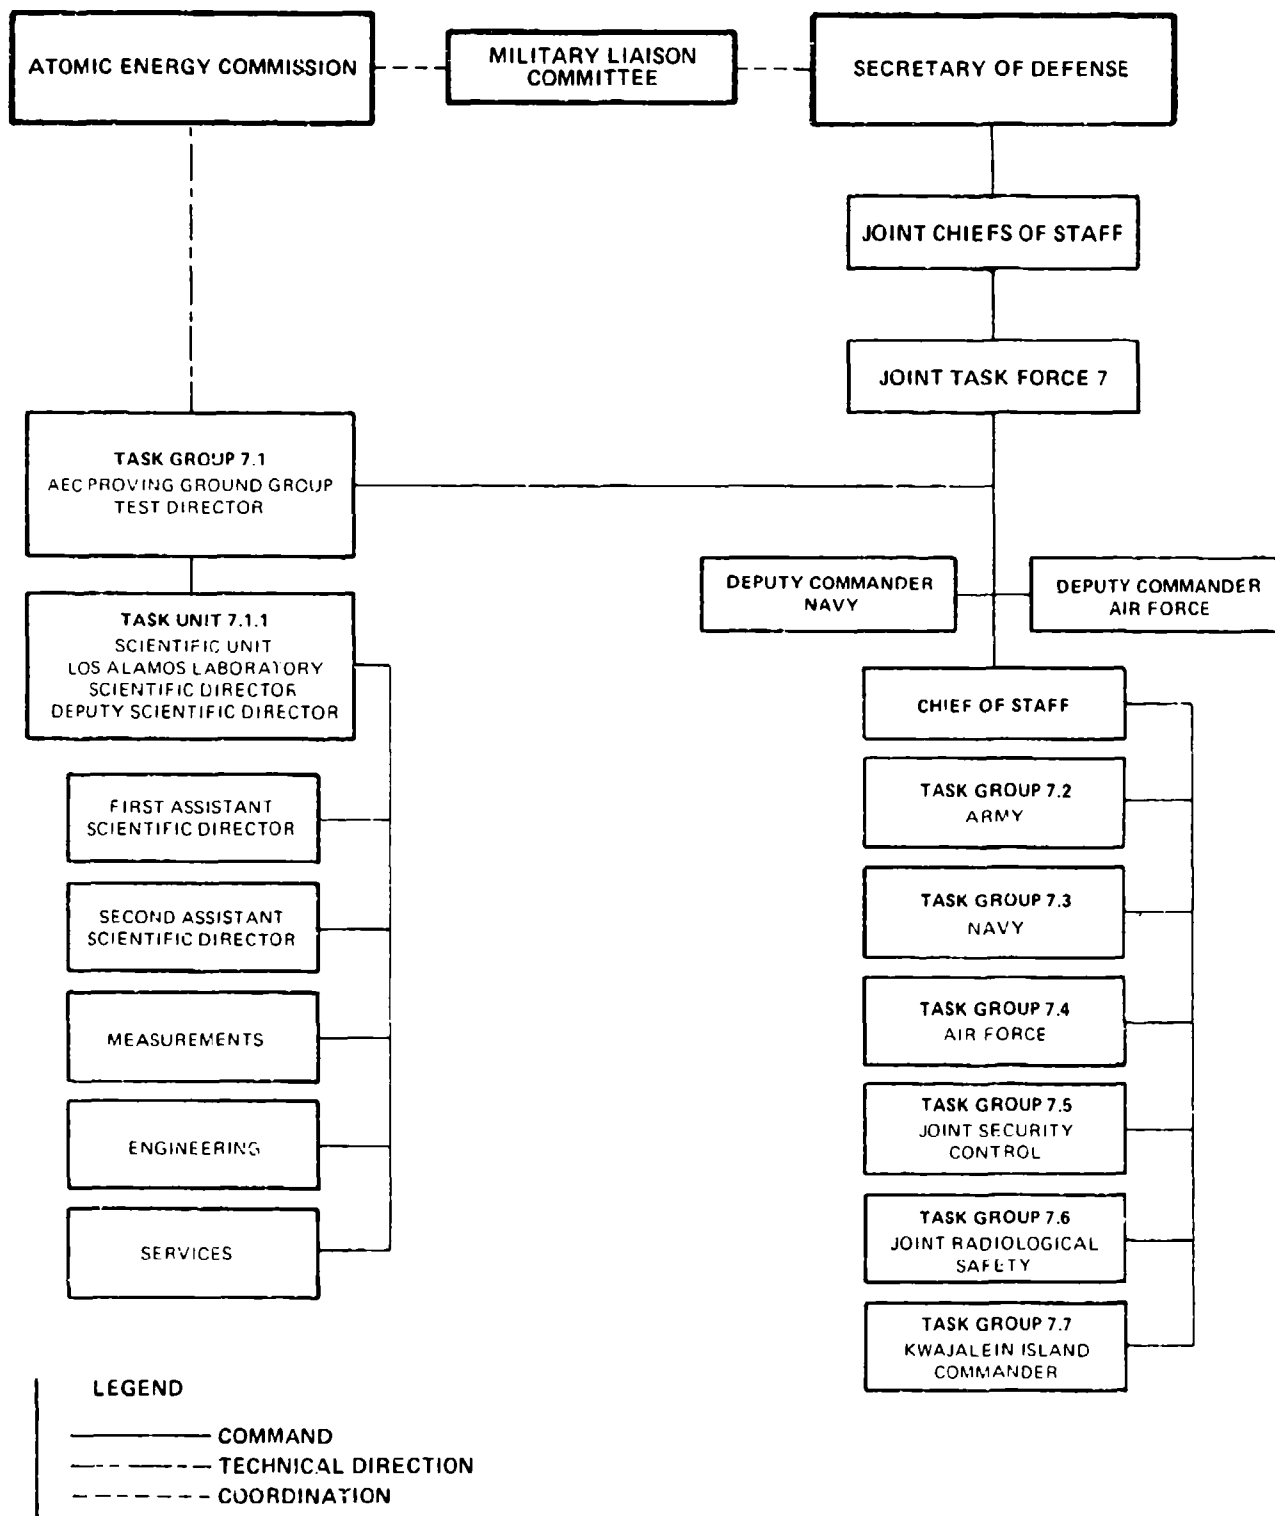 ATOMIC ENERGY COMMISSION
MILITARY LIAISON
COMMITTEE
SECRETARY OF DEFENSE
JOINT CHIEFS OF STAFF
JOINT TASK FORCE 7
TASK GROUP 7.1
AEC PROVING GROUND GROUP
TEST DIRECTOR
DEPUTY COMMANDER
NAVY
DEPUTY COMMANDER
AIR FORCE
TASK UNIT 7.1.1
SCIENTIFIC UNIT
LOS ALAMOS LABORATORY
SCIENTIFIC DIRECTOR
DEPUTY SCIENTIFIC DIRECTOR
FIRST ASSISTANT
SCIENTIFIC DIRECTOR
SECOND ASSISTANT
SCIENTIFIC DIRECTOR
MEASUREMENTS
ENGINEERING
SERVICES
CHIEF OF STAFF
TASK GROUP 7.2
ARMY
TASK GROUP 7.3
NAVY
TASK GROUP 7.4
AIR FORCE
TASK GROUP 7.5
JOINT SECURITY
CONTROL
TASK GROUP 7.6
JOINT RADIOLOGICAL
SAFETY
TASK GROUP 7.7
KWAJALEIN ISLAND
COMMANDER
LEGEND
COMMAND
TECHNICAL DIRECTION
COORDINATION